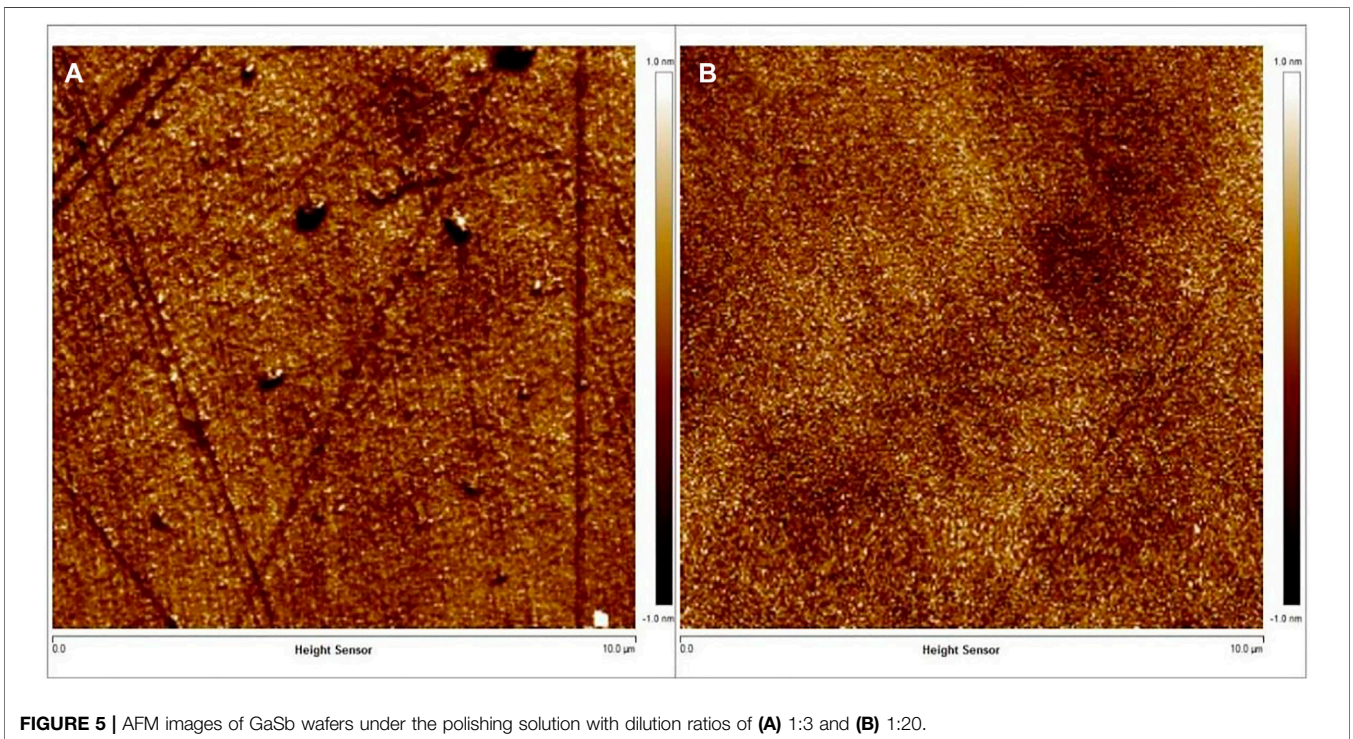 A
B
1.0 nm
1.0 nm
-1.0 nm
-1.0 nm
0.0
Height Sensor
10.0 µm
0.0
Height Sensor
10.0 µm
FIGURE 5 | AFM images of GaSb wafers under the polishing solution with dilution ratios of (A) 1:3 and (B) 1:20.